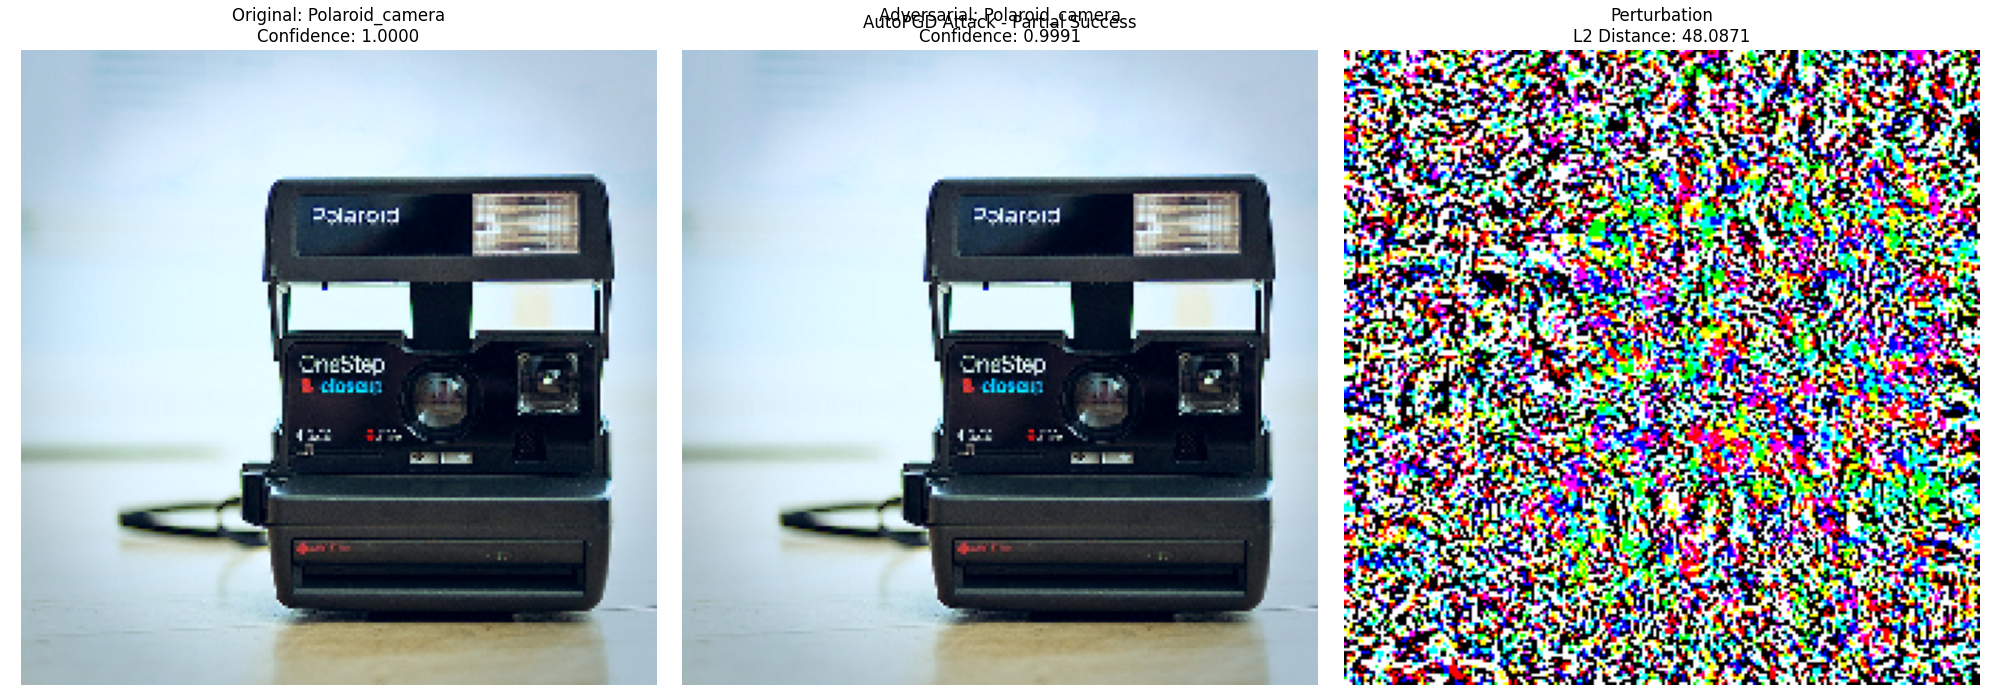 Original: Polaroid_camera
Confidence: 1.0000
Adversarial: Polaroid_camera
AutoPGD Attack - Partial Success
Confidence: 0.9991
Perturbation
L2 Distance: 48.0871
Polaroid
OneStep
closeup
Polaroid
OneStep
closeup